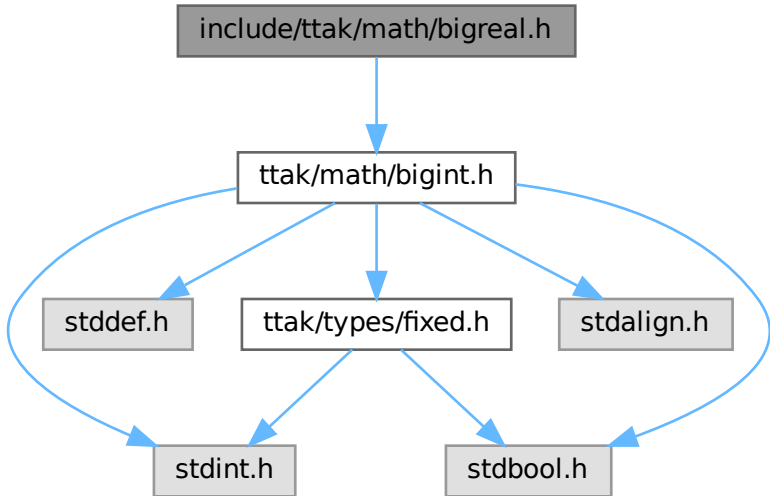 include/ttak/math/bigreal.h
ttak/math/bigint.h
stddef.h
ttak/types/fixed.h
stdalign.h
stdint.h
stdbool.h